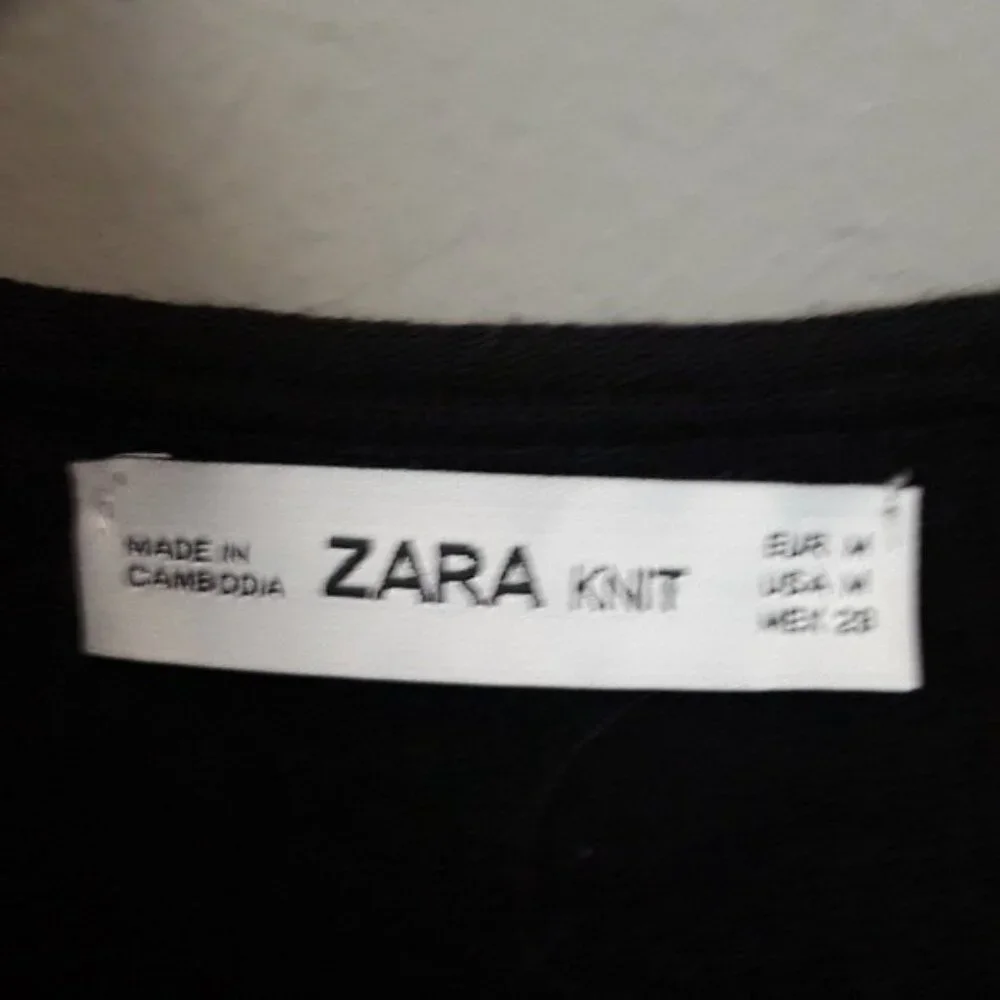 MADE IN
CAMBODIA
ZARA KNIT
EUR M
USA M
MEX 28